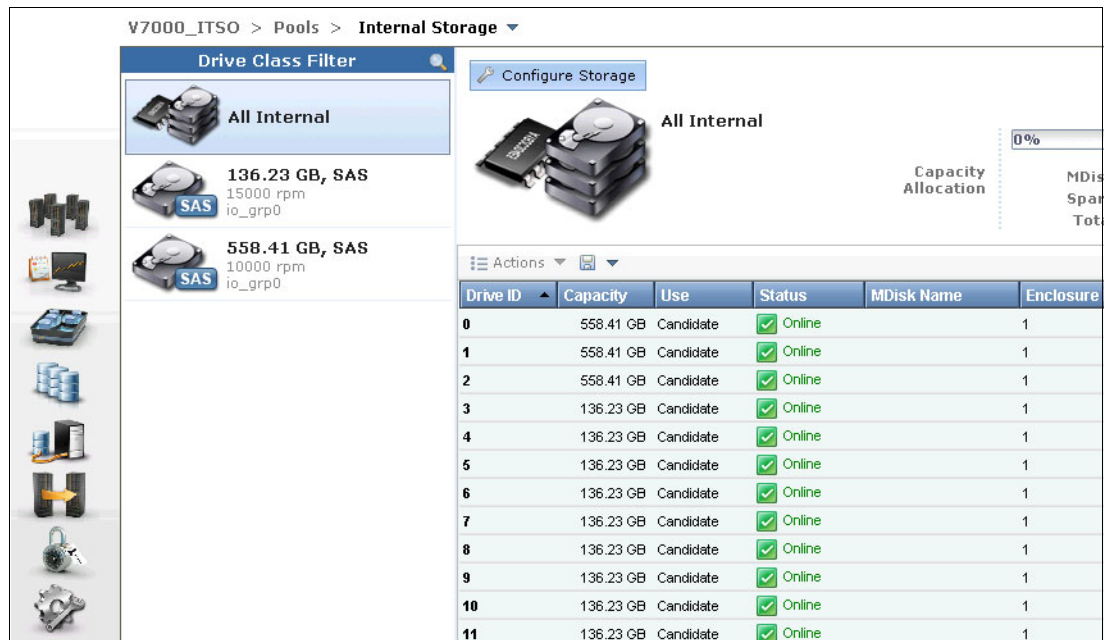 V7000_ITSO > Pools > Internal Storage
Drive Class Filter
All Internal
136.23 GB, SAS
15000 rpm
io_grp0
SAS
558.41 GB, SAS
10000 rpm
io_grp0
SAS
Configure Storage
All Internal
Capacity
Allocation
0%
MDis
Spar
Tot
Actions
Drive ID Capacity Use Status MDisk Name Enclosure
0 558.41 GB Candidate Online 1
1 558.41 GB Candidate Online 1
2 558.41 GB Candidate Online 1
3 136.23 GB Candidate Online 1
4 136.23 GB Candidate Online 1
5 136.23 GB Candidate Online 1
6 136.23 GB Candidate Online 1
7 136.23 GB Candidate Online 1
8 136.23 GB Candidate Online 1
9 136.23 GB Candidate Online 1
10 136.23 GB Candidate Online 1
11 136.23 GB Candidate Online 1